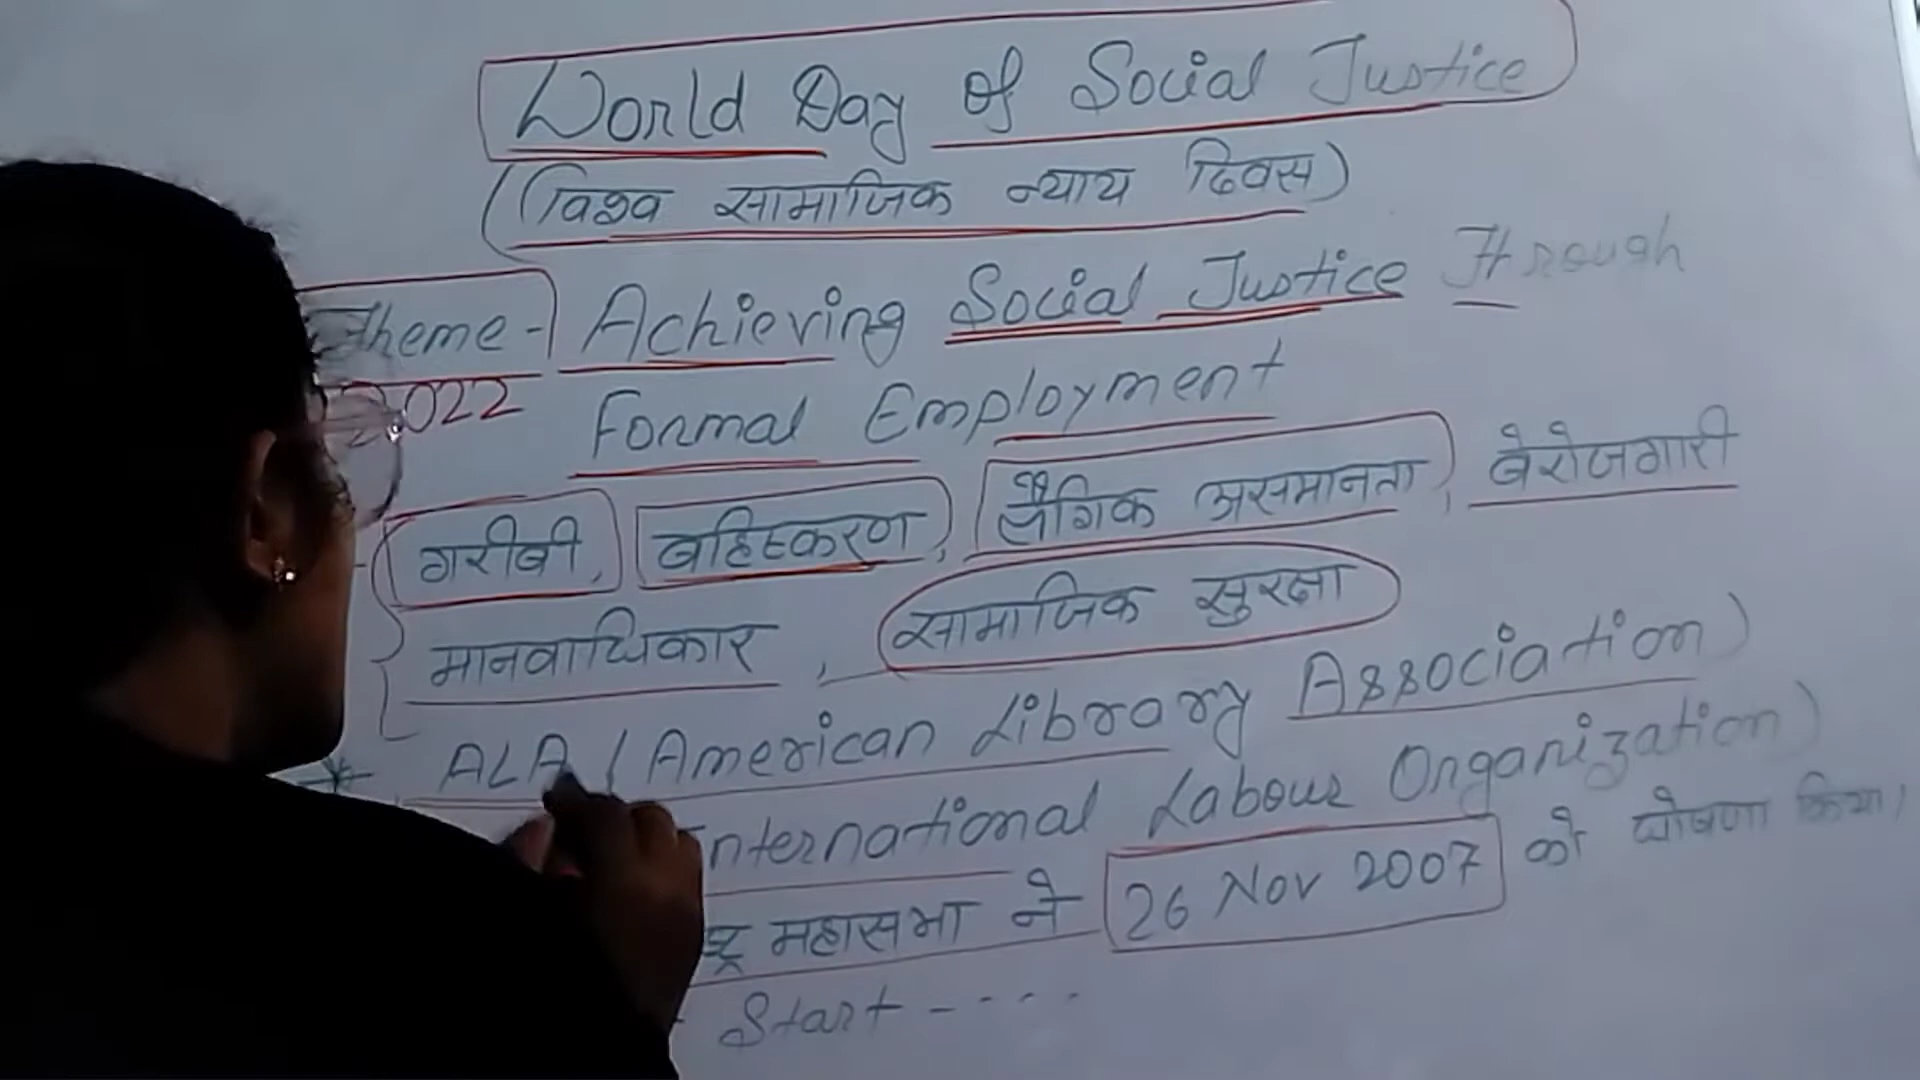 World Day of Social Justice
(विश्व सामाजिक न्याय दिवस)
Theme - Achieving Social Justice Through
2022 Formal Employment
गरीबी, बहिष्करण, लैंगिक असमानता, बेरोजगारी
मानवाधिकार, सामाजिक सुरक्षा
* ALA (American Library Association)
International Labour Organization)
महासभा ने 26 Nov 2007 को घोषणा किया।
Start - - - - -